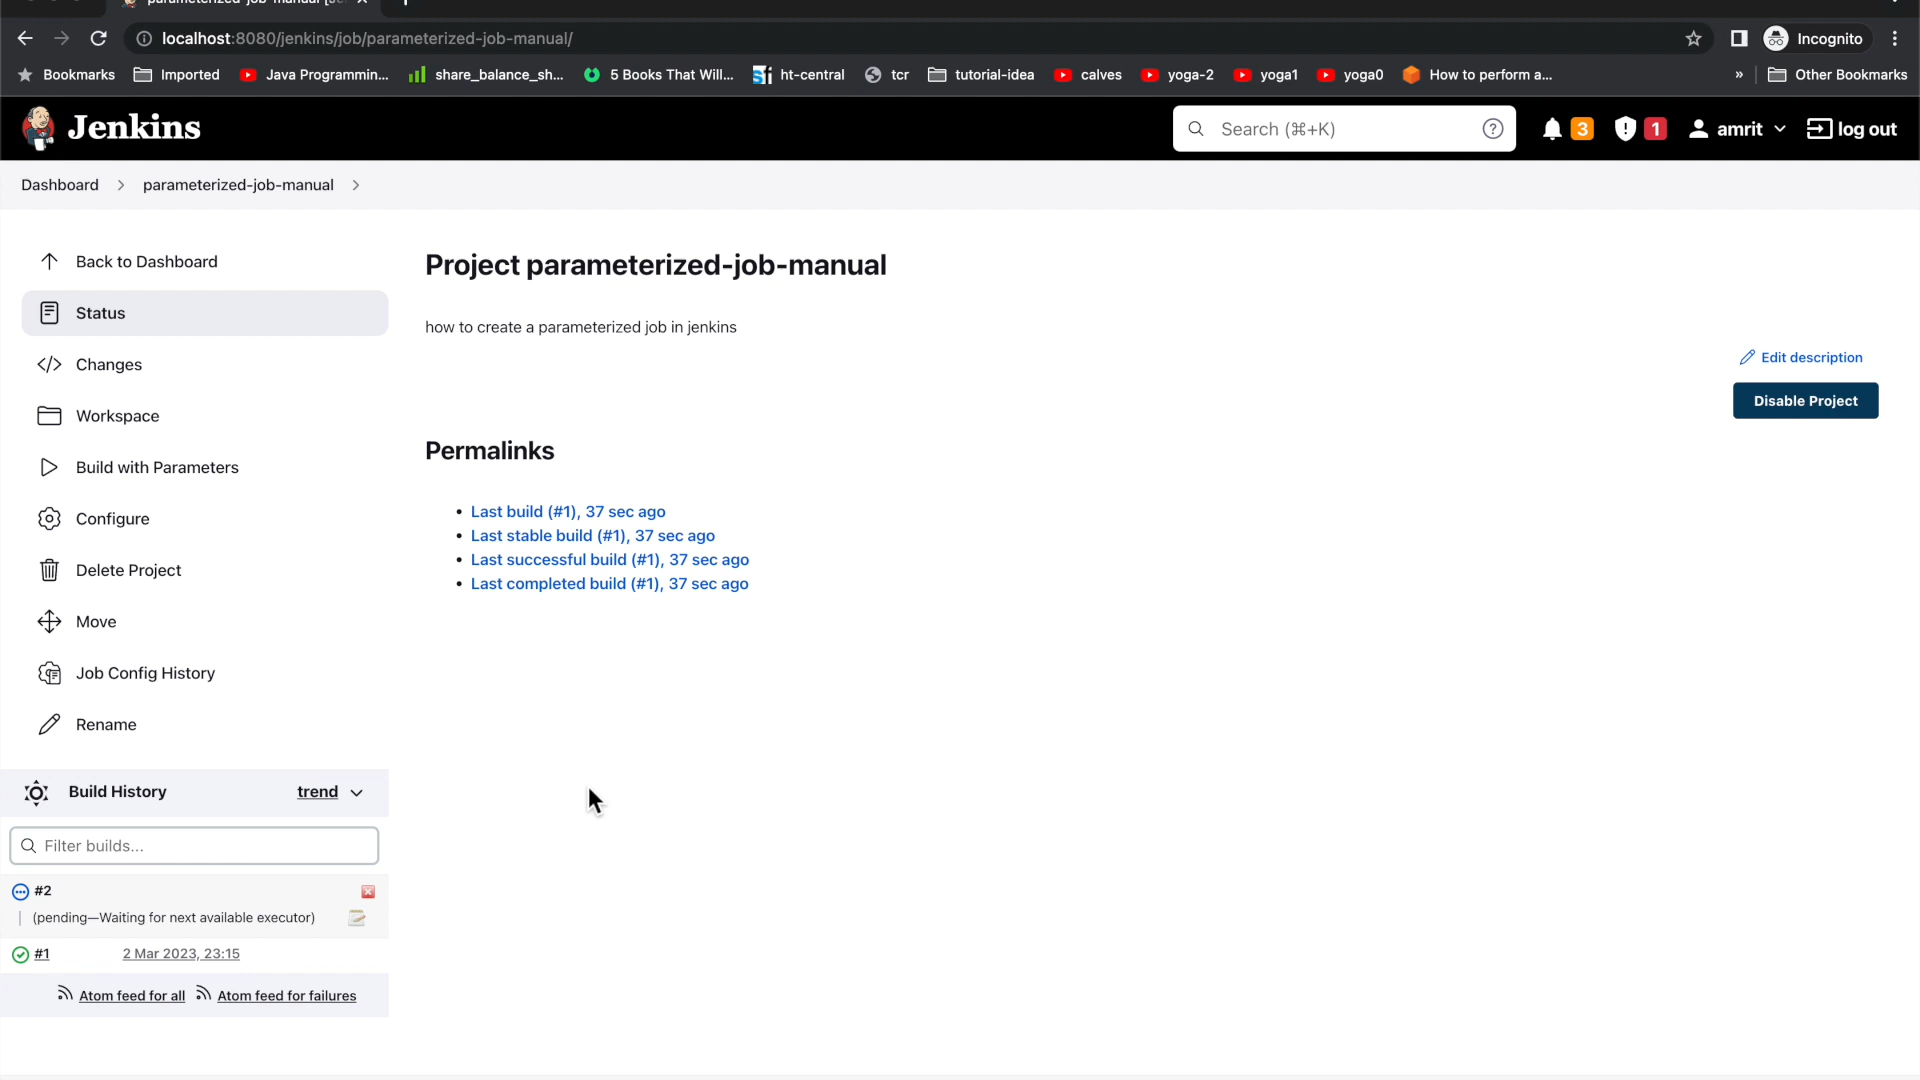 localhost:8080/jenkins/job/parameterized-job-manual/
Incognito
Bookmarks Imported Java Programmin... share_balance_sh... 5 Books That Will... ht-central tcr tutorial-idea calves yoga-2 yoga1 yoga0 How to perform a... » Other Bookmarks
Jenkins
Search (⌘+K)
3
1
amrit
log out
Dashboard > parameterized-job-manual >
Back to Dashboard
Status
Changes
Workspace
Build with Parameters
Configure
Delete Project
Move
Job Config History
Rename
Build History trend
Filter builds...
#2
(pending—Waiting for next available executor)
#1 2 Mar 2023, 23:15
Atom feed for all Atom feed for failures
Project parameterized-job-manual
how to create a parameterized job in jenkins
Edit description
Disable Project
Permalinks
• Last build (#1), 37 sec ago
• Last stable build (#1), 37 sec ago
• Last successful build (#1), 37 sec ago
• Last completed build (#1), 37 sec ago